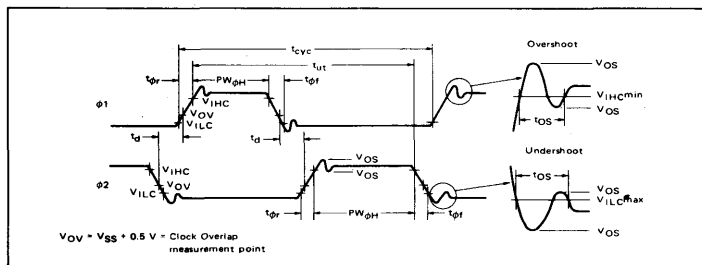 Overshoot
tcyc
tut
tφr
PWφH
tφf
VOS
φ1
VIHC
VOV
VILC
VIHCmin
VOS
tOS
td
td
Undershoot
VOS
VOS
φ2
VIHC
VILC
VOV
tOS
VOS
VILCmax
VOS
tφr
PWφH
tφf
VOV = VSS + 0.5 V = Clock Overlap
measurement point